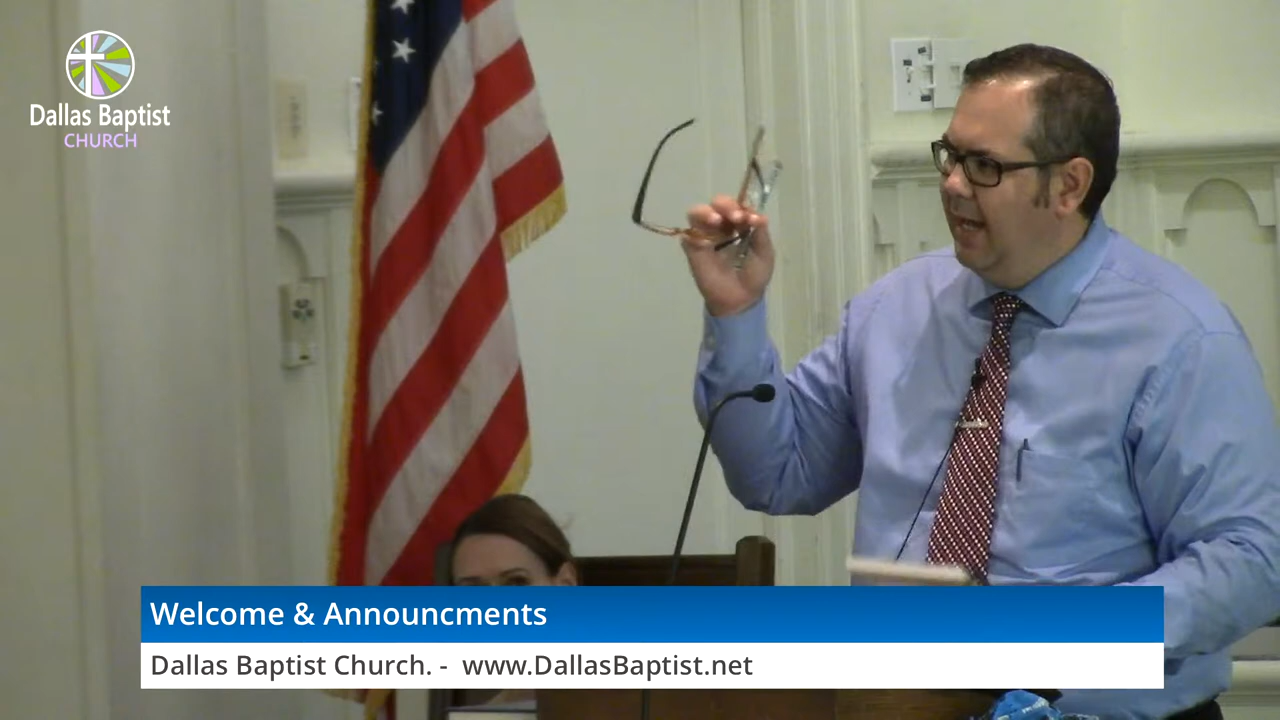 Dallas Baptist
CHURCH
Welcome & Announcments
Dallas Baptist Church. - www.DallasBaptist.net